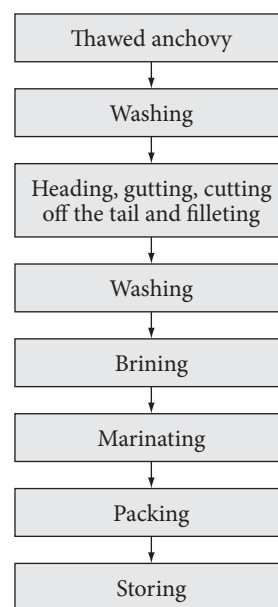 Thawed anchovy
Washing
Heading, gutting, cutting
off the tail and filleting
Washing
Brining
Marinating
Packing
Storing